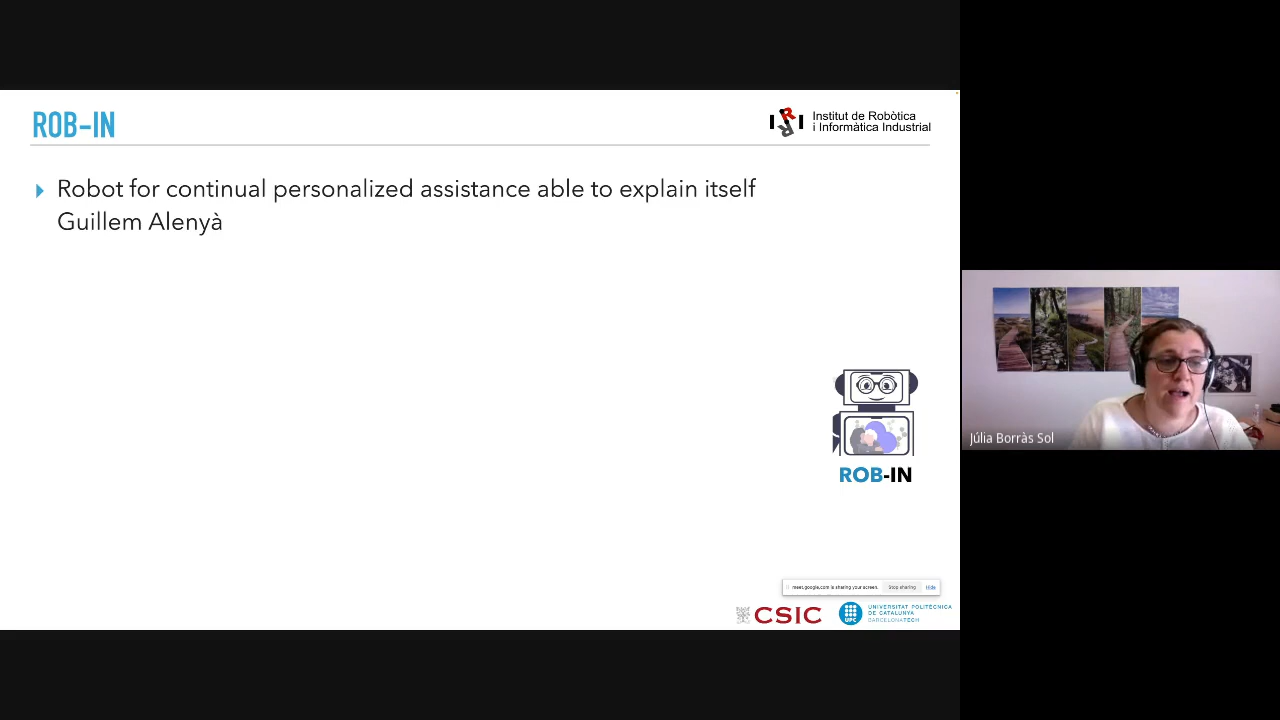 ROB-IN
IRI
Institut de Robòtica
i Informàtica Industrial
Robot for continual personalized assistance able to explain itself
Guillem Alenyà
Júlia Borràs Sol
ROB-IN
meet.google.com is sharing your screen. Stop sharing Hide
CSIC
UPC
UNIVERSITAT POLITÈCNICA
DE CATALUNYA
BARCELONATECH